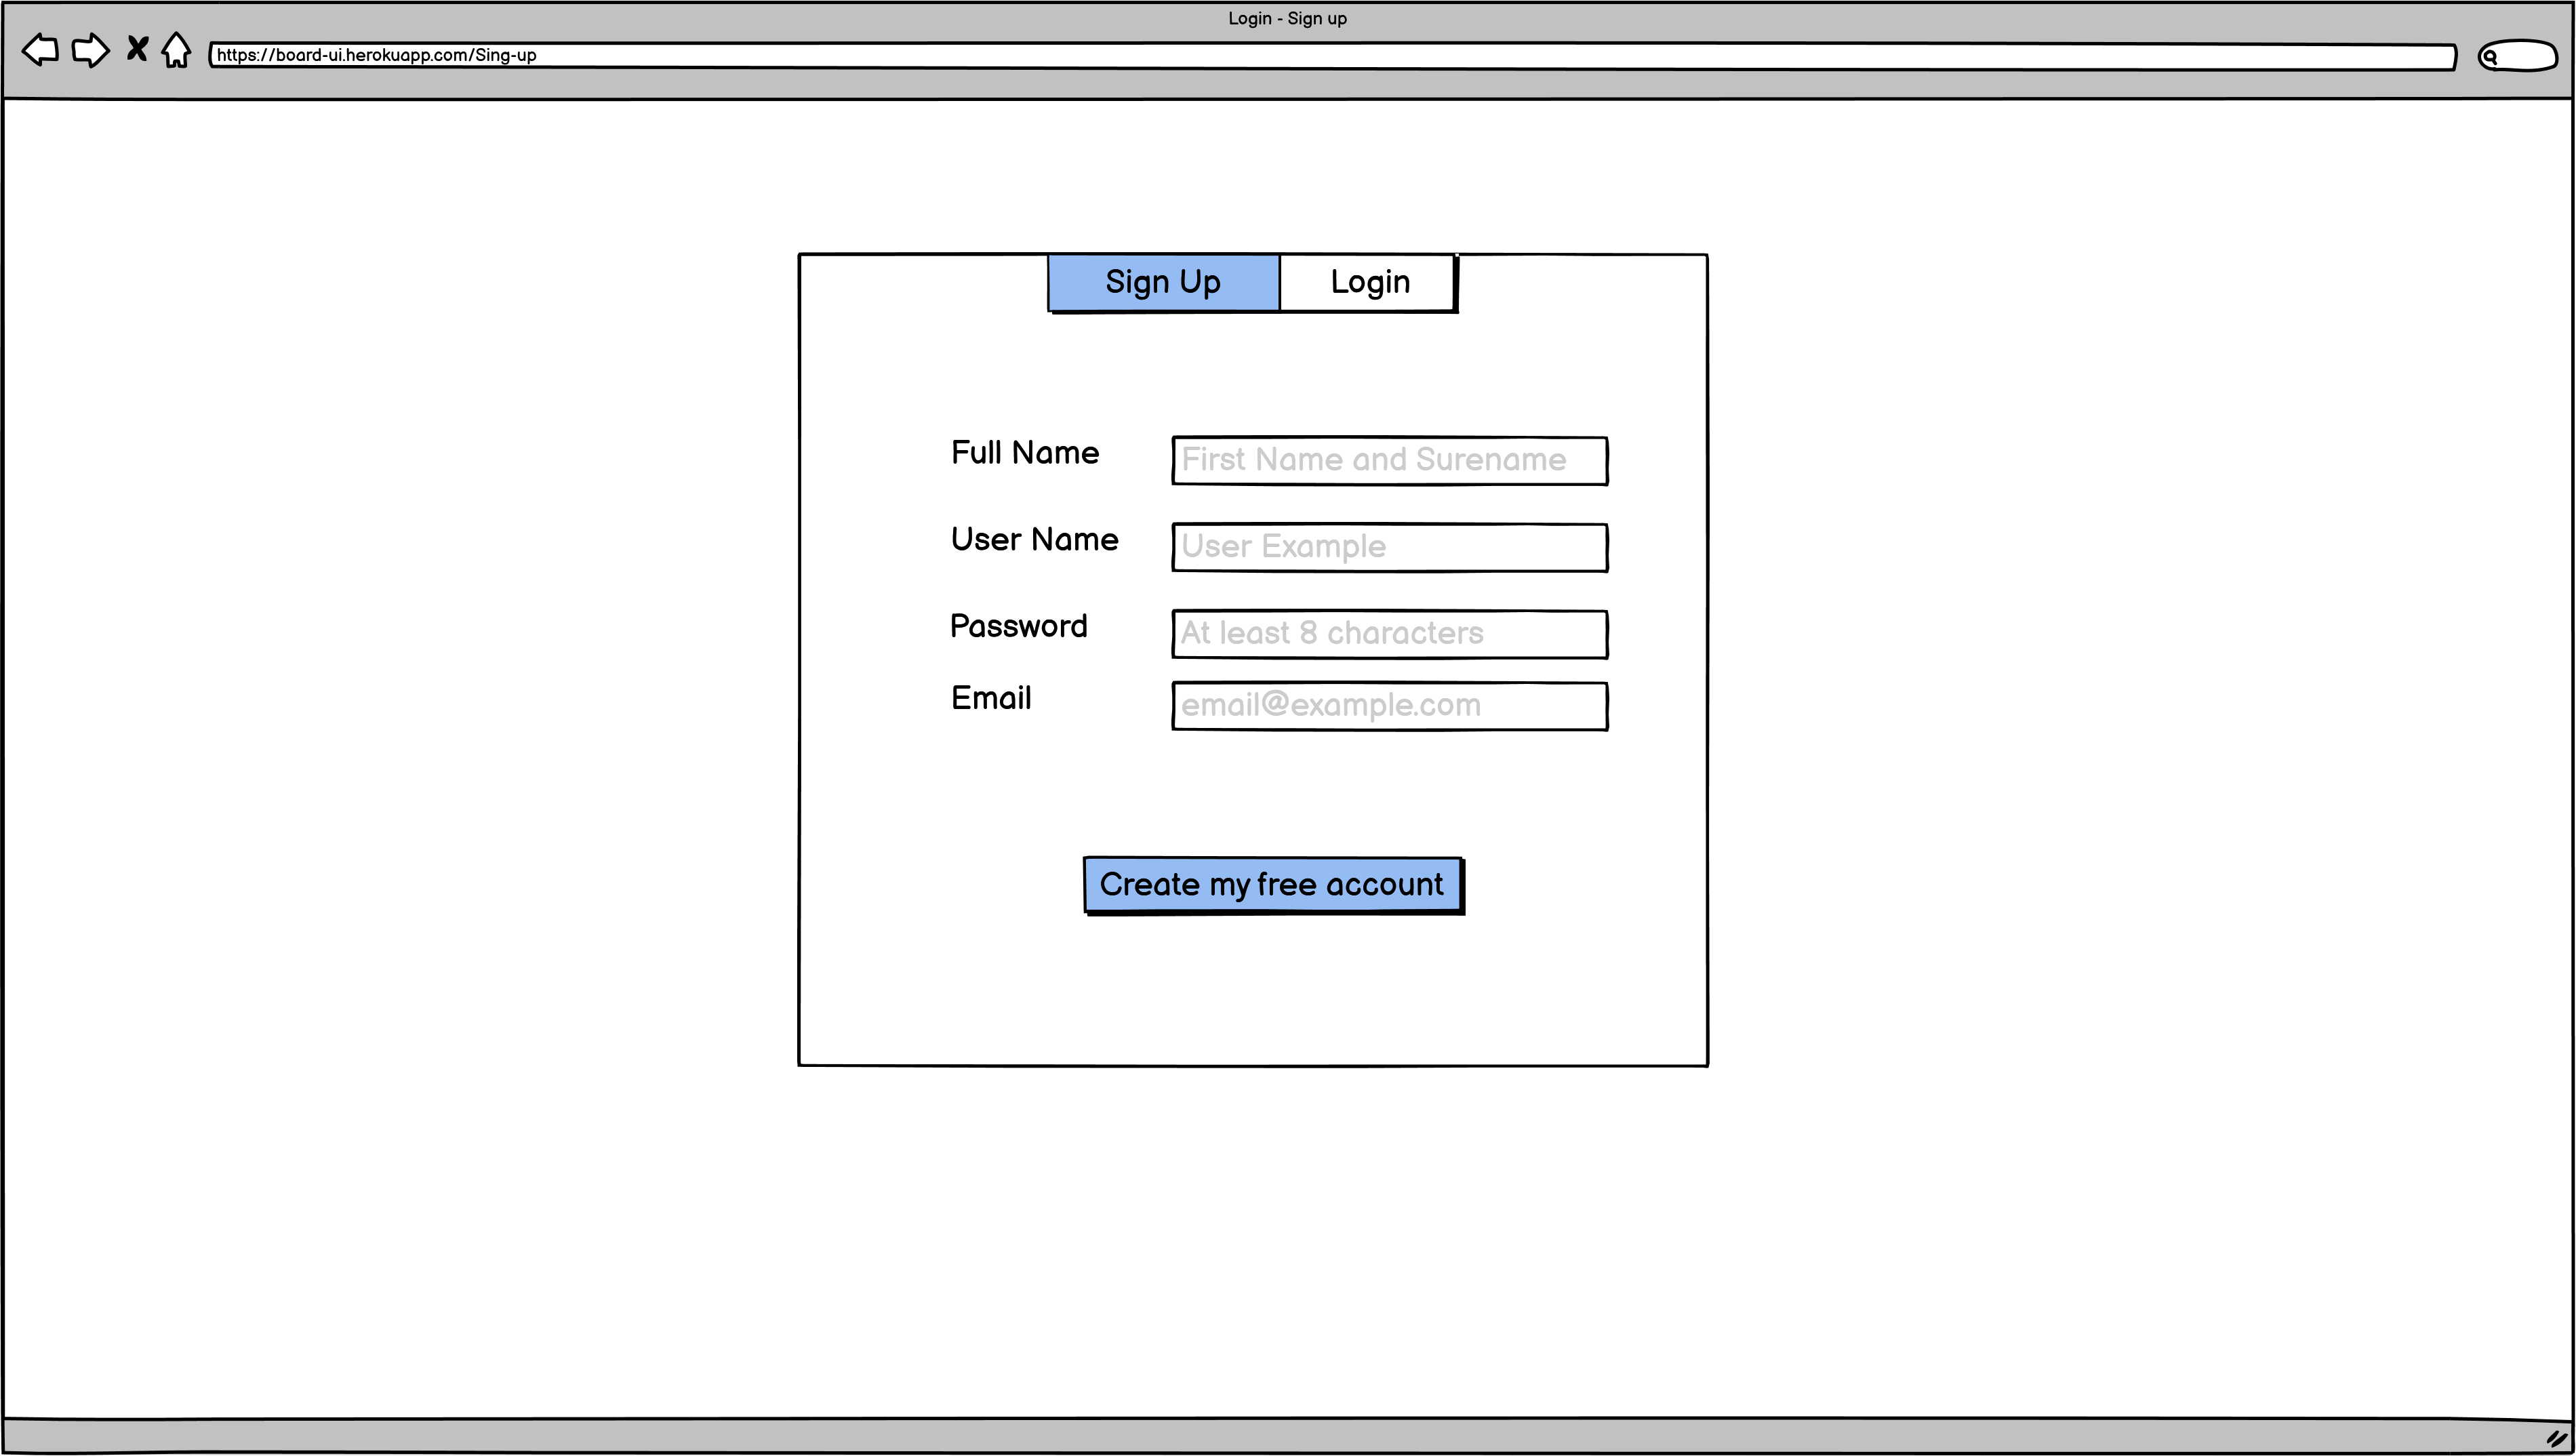 Login - Sign up
https://board-ui.herokuapp.com/Sing-up
Sign Up Login
Full Name First Name and Surename
User Name User Example
Password At least 8 characters
Email email@example.com
Create my free account